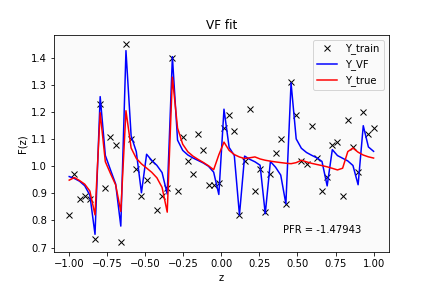 VF fit
Y_train
Y_VF
Y_true
F(z)
1.4
1.3
1.2
1.1
1.0
0.9
0.8
0.7
PFR = -1.47943
−1.00 −0.75 −0.50 −0.25 0.00 0.25 0.50 0.75 1.00
z